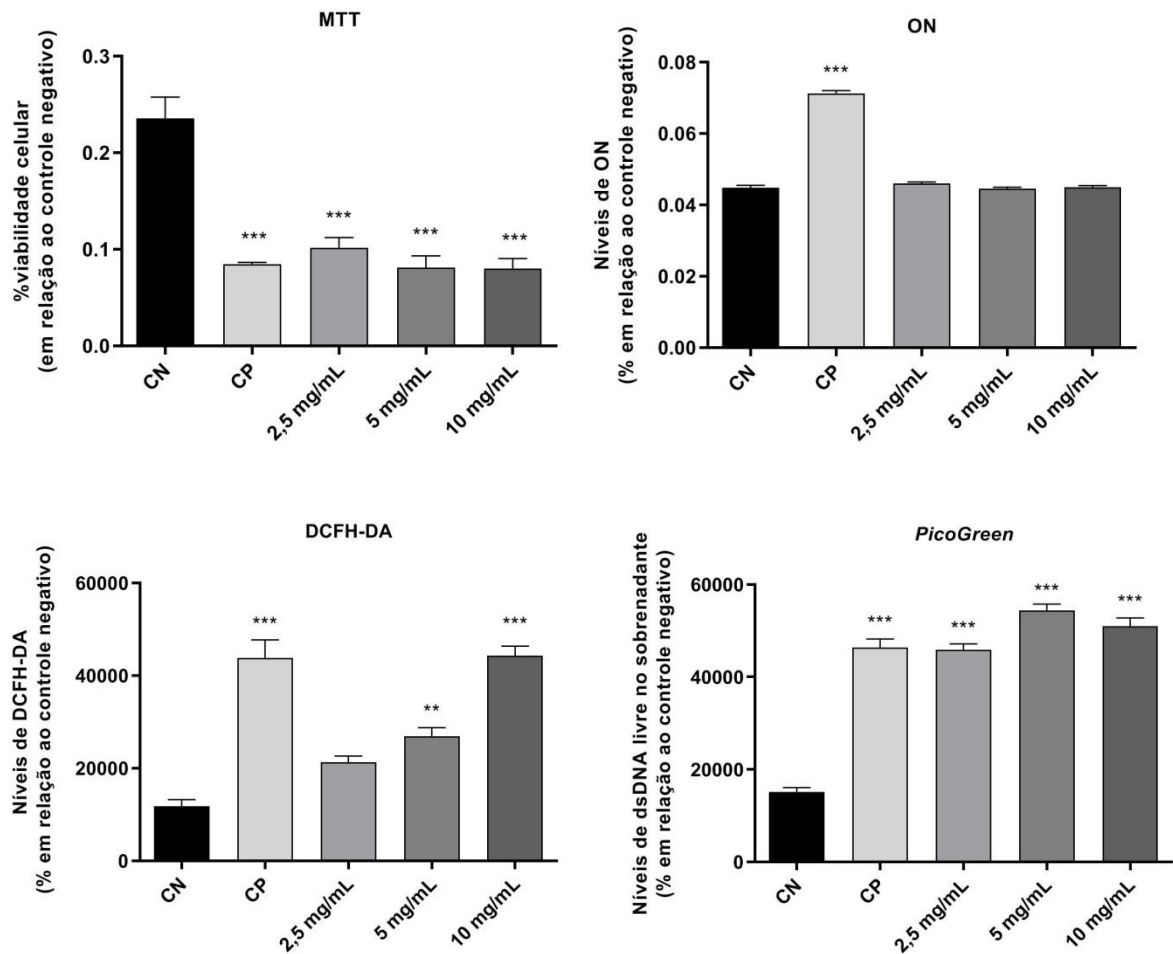 MTT
%viabilidade celular
(em relação ao controle negativo)
0.3
0.2
0.1
0.0
***
***
***
***
CN
CP
2,5 mg/mL
5 mg/mL
10 mg/mL
ON
Níveis de ON
(% em relação ao controle negativo)
0.08
0.06
0.04
0.02
0.00
***
CN
CP
2,5 mg/mL
5 mg/mL
10 mg/mL
DCFH-DA
Níveis de DCFH-DA
(% em relação ao controle negativo)
60000
40000
20000
0
***
**
***
CN
CP
2,5 mg/mL
5 mg/mL
10 mg/mL
PicoGreen
Níveis de dsDNA livre no sobrenadante
(% em relação ao controle negativo)
60000
40000
20000
0
***
***
***
***
CN
CP
2,5 mg/mL
5 mg/mL
10 mg/mL